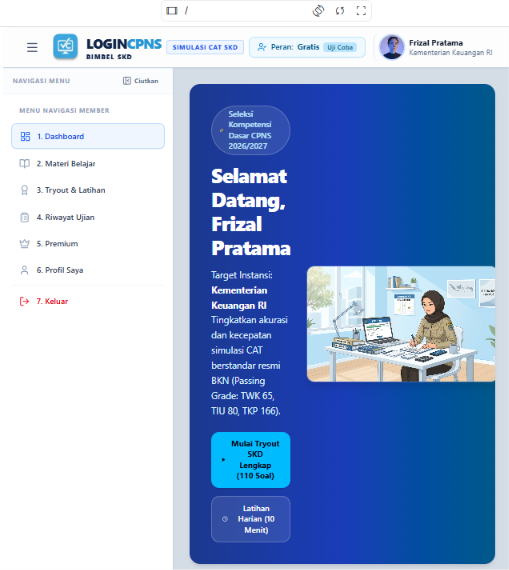 /
LOGINCPNS
BIMBEL SKD
SIMULASI CAT SKD
Peran: Gratis Uji Coba
Frizal Pratama
Kementerian Keuangan RI
NAVIGASI MENU
Ciutkan
MENU NAVIGASI MEMBER
1. Dashboard
2. Materi Belajar
3. Tryout & Latihan
4. Riwayat Ujian
5. Premium
6. Profil Saya
7. Keluar
Seleksi
Kompetensi
Dasar CPNS
2026/2027
Selamat
Datang,
Frizal
Pratama
Target Instansi:
Kementerian
Keuangan RI
Tingkatkan akurasi
dan kecepatan
simulasi CAT
berstandar resmi
BKN (Passing
Grade: TWK 65,
TIU 80, TKP 166).
Mulai Tryout
SKD
Lengkap
(110 Soal)
Latihan
Harian (10
Menit)